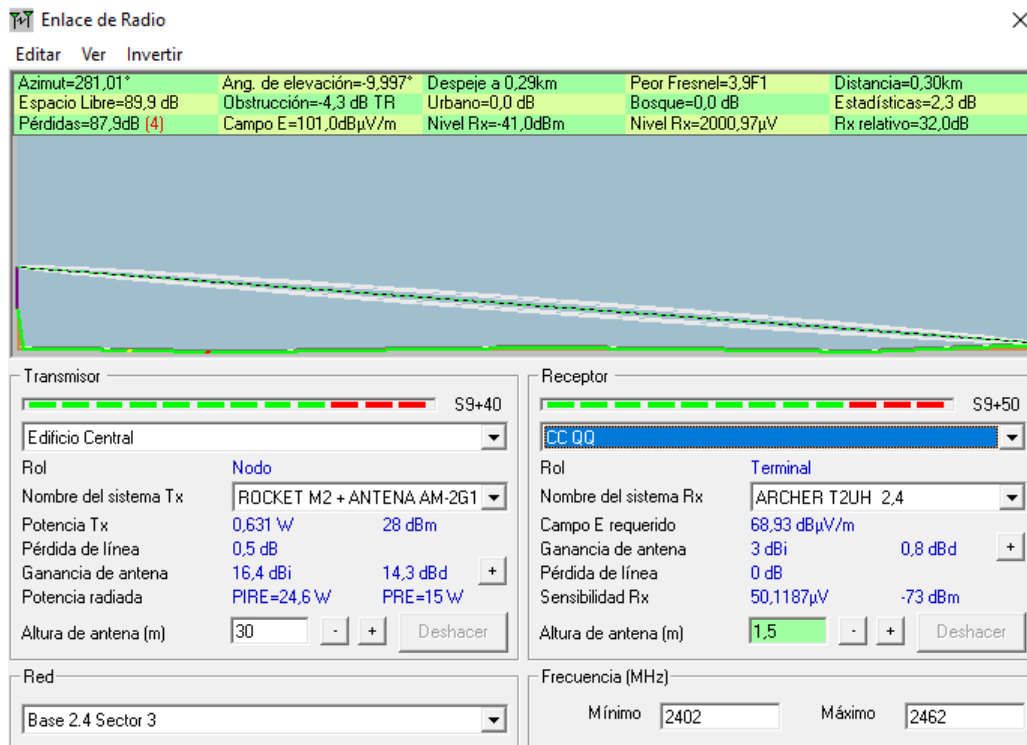 Enlace de Radio
Editar Ver Invertir
Azimut=281,01° Ang. de elevación=-9,997° Despeje a 0,29km Peor Fresnel=3,9F1 Distancia=0,30km
Espacio Libre=89,9 dB Obstrucción=-4,3 dB TR Urbano=0,0 dB Bosque=0,0 dB Estadísticas=2,3 dB
Pérdidas=87,9dB (4) Campo E=101,0dBµV/m Nivel Rx=-41,0dBm Nivel Rx=2000,97µV Rx relativo=32,0dB
Transmisor
S9+40
Edificio Central
Rol Nodo
Nombre del sistema Tx ROCKET M2 + ANTENA AM-2G1
Potencia Tx 0,631 W 28 dBm
Pérdida de línea 0,5 dB
Ganancia de antena 16,4 dBi 14,3 dBd +
Potencia radiada PIRE=24,6 W PRE=15 W
Altura de antena (m) 30 - + Deshacer
Receptor
S9+50
CC QQ
Rol Terminal
Nombre del sistema Rx ARCHER T2UH 2,4
Campo E requerido 68,93 dBµV/m
Ganancia de antena 3 dBi 0,8 dBd +
Pérdida de línea 0 dB
Sensibilidad Rx 50,1187µV -73 dBm
Altura de antena (m) 1,5 - + Deshacer
Red
Base 2.4 Sector 3
Frecuencia (MHz)
Mínimo 2402 Máximo 2462